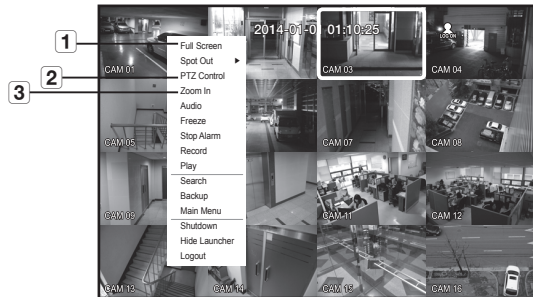 1
2
3
2014-01-0
01:10:25
LOG ON
CAM 01
CAM 03
CAM 04
Full Screen
Spot Out
PTZ Control
Zoom In
Audio
Freeze
Stop Alarm
Record
Play
Search
Backup
Main Menu
Shutdown
Hide Launcher
Logout
CAM 05
CAM 07
CAM 08
CAM 09
CAM 11
CAM 12
CAM 13
CAM 14
CAM 15
CAM 16